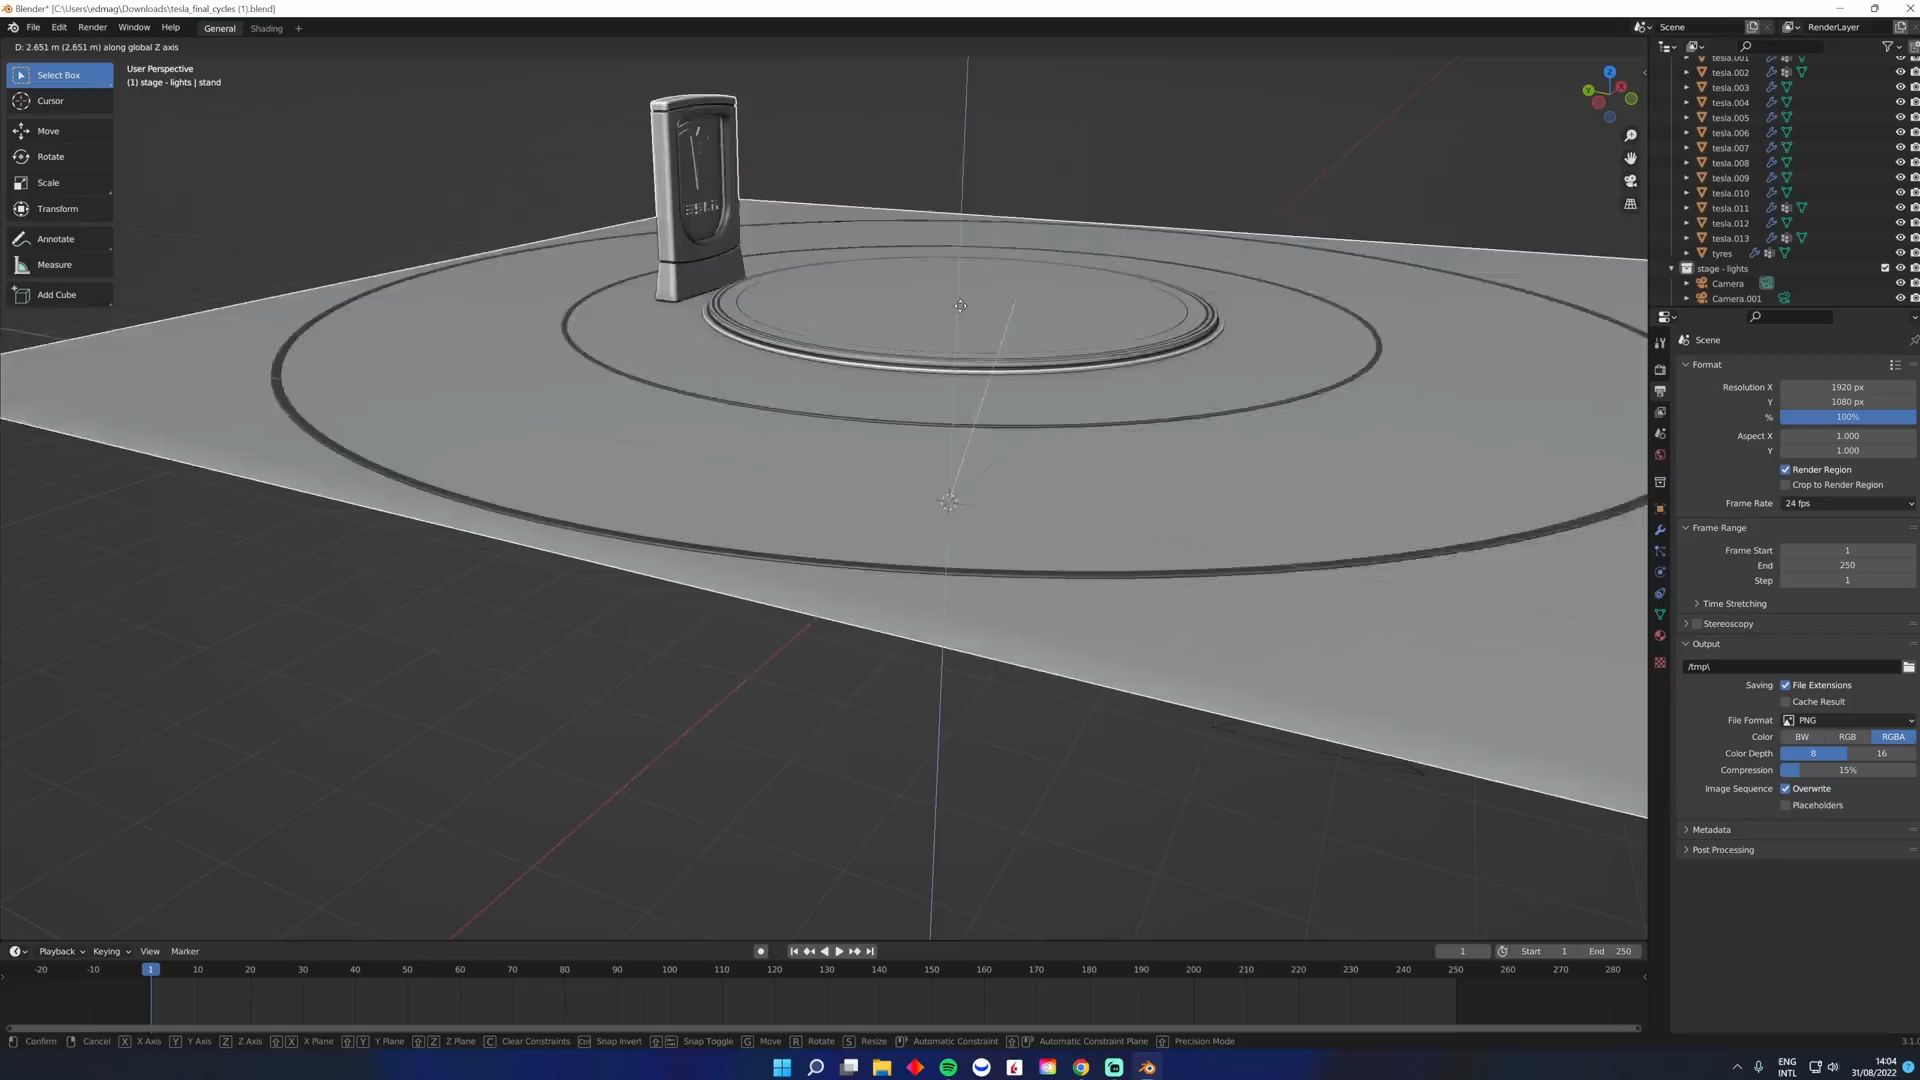 Blender* [C:\Users\edmag\Downloads\tesla_final_cycles (1).blend]
File Edit Render Window Help General Shading + Scene RenderLayer
D: 2.651 m (2.651 m) along global Z axis
User Perspective
(1) stage - lights | stand
Select Box
Cursor
Move
Rotate
Scale
Transform
Annotate
Measure
Add Cube
Z
Y
X
tesla.001
tesla.002
tesla.003
tesla.004
tesla.005
tesla.006
tesla.007
tesla.008
tesla.009
tesla.010
tesla.011
tesla.012
tesla.013
tyres
stage - lights
Camera
Camera.001
Scene
Format
Resolution X 1920 px
Y 1080 px
% 100%
Aspect X 1.000
Y 1.000
Render Region
Crop to Render Region
Frame Rate 24 fps
Frame Range
Frame Start 1
End 250
Step 1
Time Stretching
Stereoscopy
Output
/tmp\
Saving File Extensions
Cache Result
File Format PNG
Color BW RGB RGBA
Color Depth 8 16
Compression 15%
Image Sequence Overwrite
Placeholders
Metadata
Post Processing
Playback Keying View Marker 1 Start 1 End 250
-20 -10 1 10 20 30 40 50 60 70 80 90 100 110 120 130 140 150 160 170 180 190 200 210 220 230 240 250 260 270 280
Confirm Cancel X X Axis Y Y Axis Z Z Axis X X Plane Y Y Plane Z Z Plane C Clear Constraints Ctrl Snap Invert Snap Toggle G Move R Rotate S Resize Automatic Constraint Automatic Constraint Plane Precision Mode
ENG
INTL
14:04
31/08/2022